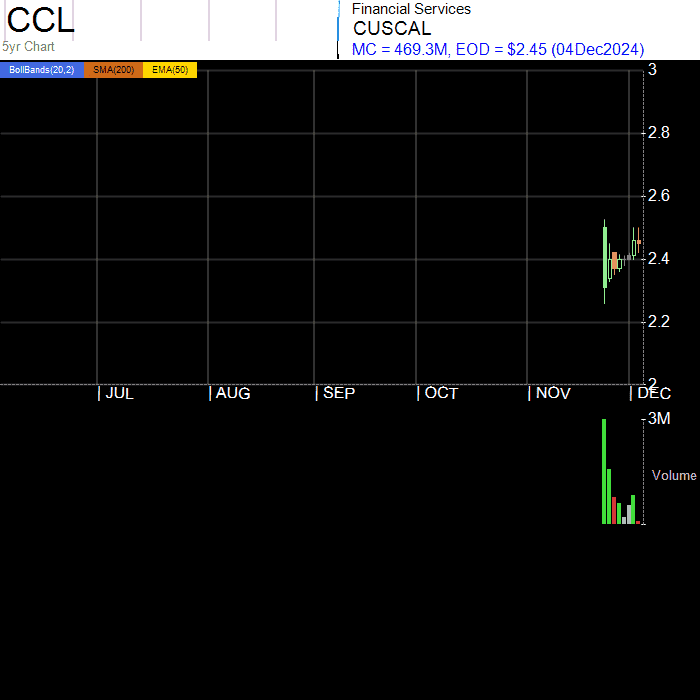 CCL
5yr Chart
Financial Services
CUSCAL
MC = 469.3M, EOD = $2.45 (04Dec2024)
BollBands(20,2) SMA(200) EMA(50)
3
2.8
2.6
2.4
2.2
2
JUL AUG SEP OCT NOV DEC
3M
Volume